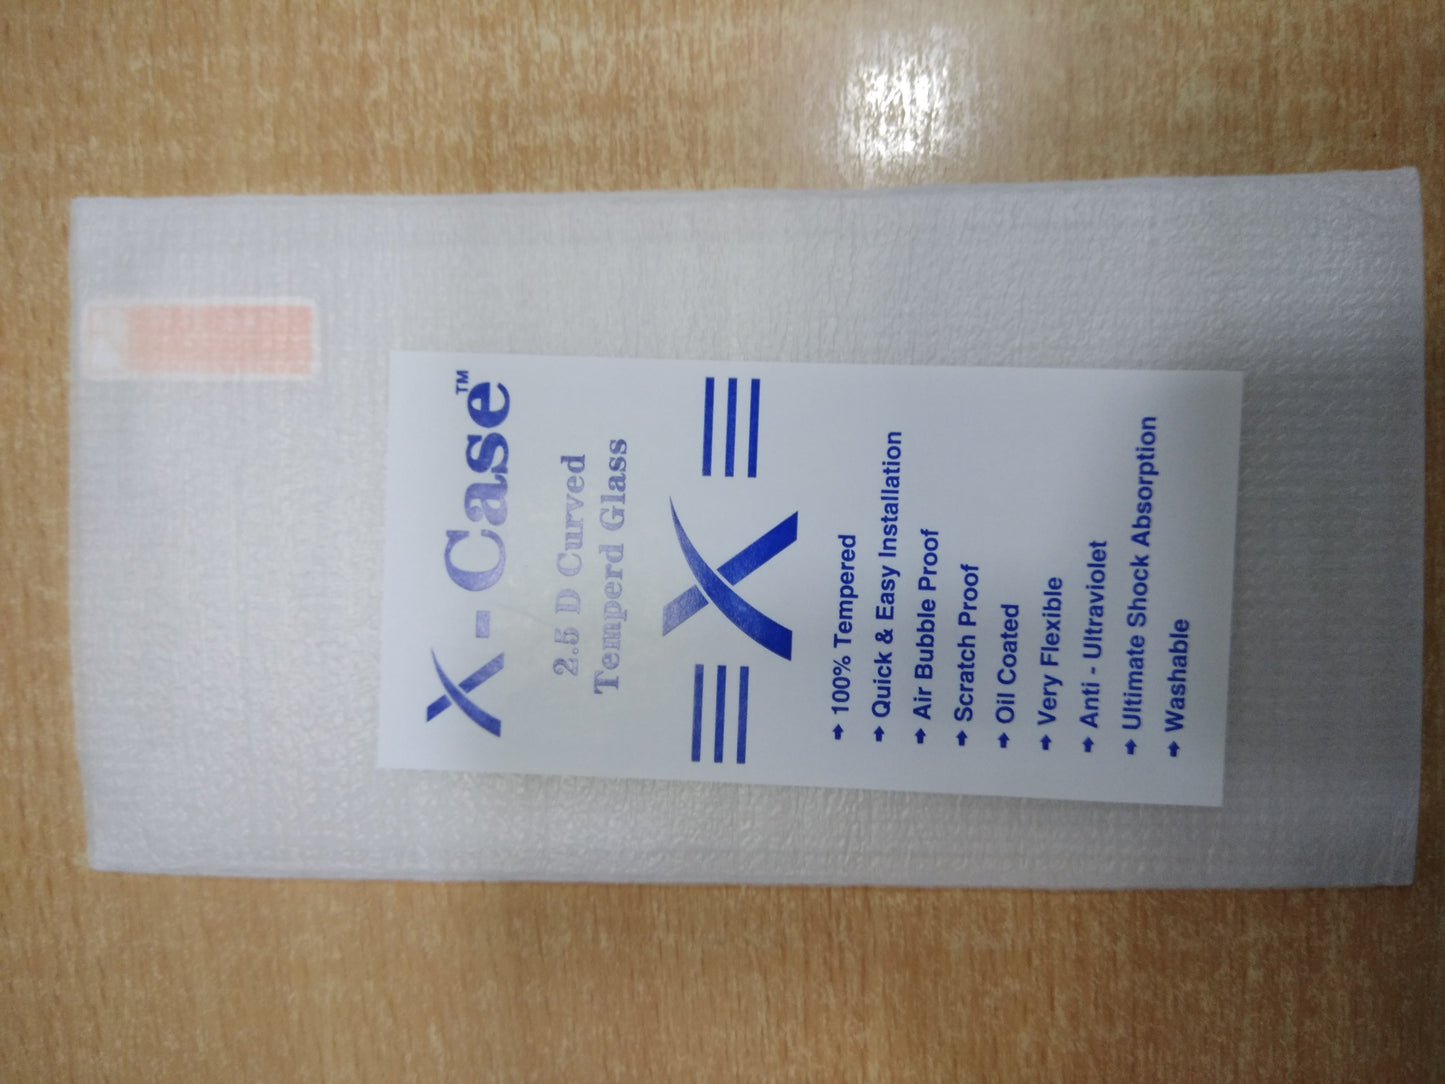 X-Case™
2.5 D Curved
Temperd Glass
X
➔ 100% Tempered
➔ Quick & Easy Installation
➔ Air Bubble Proof
➔ Scratch Proof
➔ Oil Coated
➔ Very Flexible
➔ Anti - Ultraviolet
➔ Ultimate Shock Absorption
➔ Washable